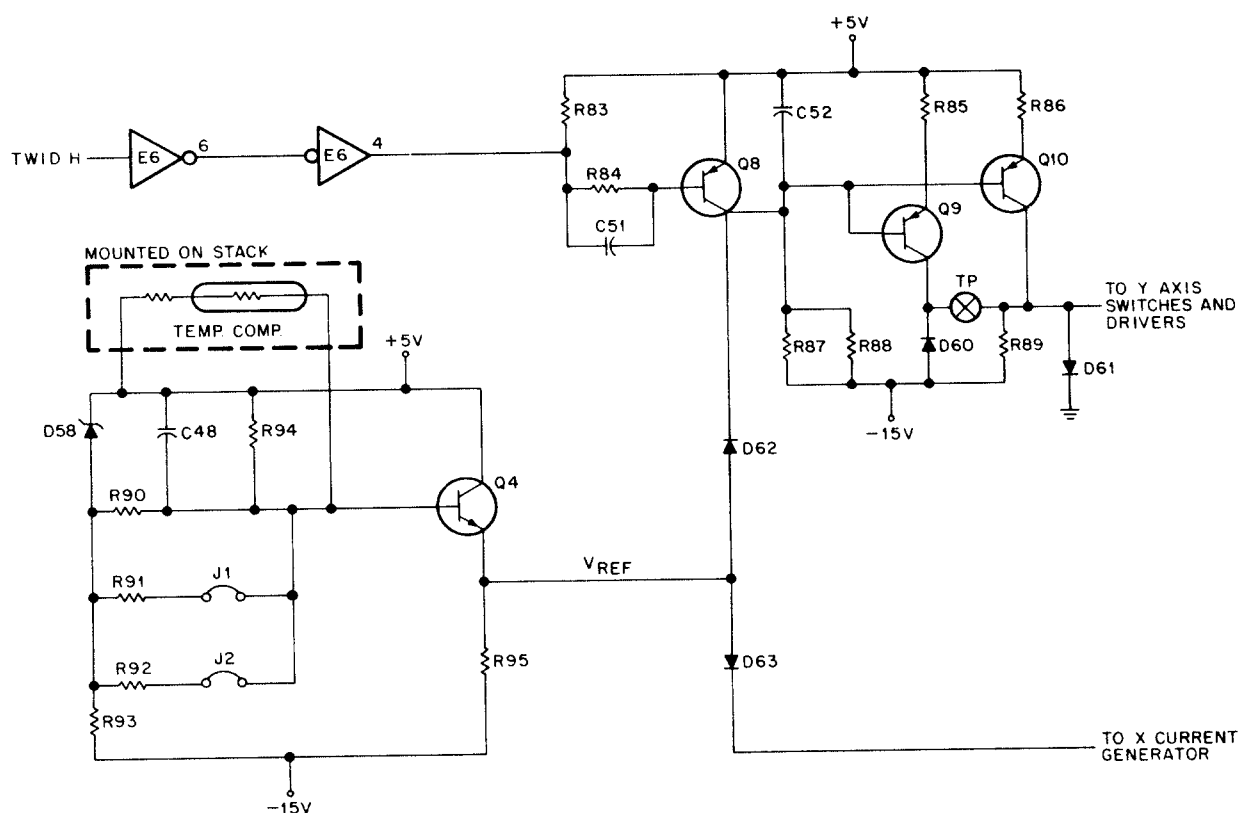 +5V
R83
C52
R85
R86
TWID H
E6
6
E6
4
Q8
Q10
R84
C51
Q9
MOUNTED ON STACK
TEMP. COMP.
TP
TO Y AXIS
SWITCHES AND
DRIVERS
+5V
R87
R88
D60
R89
D61
-15V
D58
C48
R94
D62
R90
Q4
R91
J1
VREF
R92
J2
R95
D63
R93
-15V
TO X CURRENT
GENERATOR